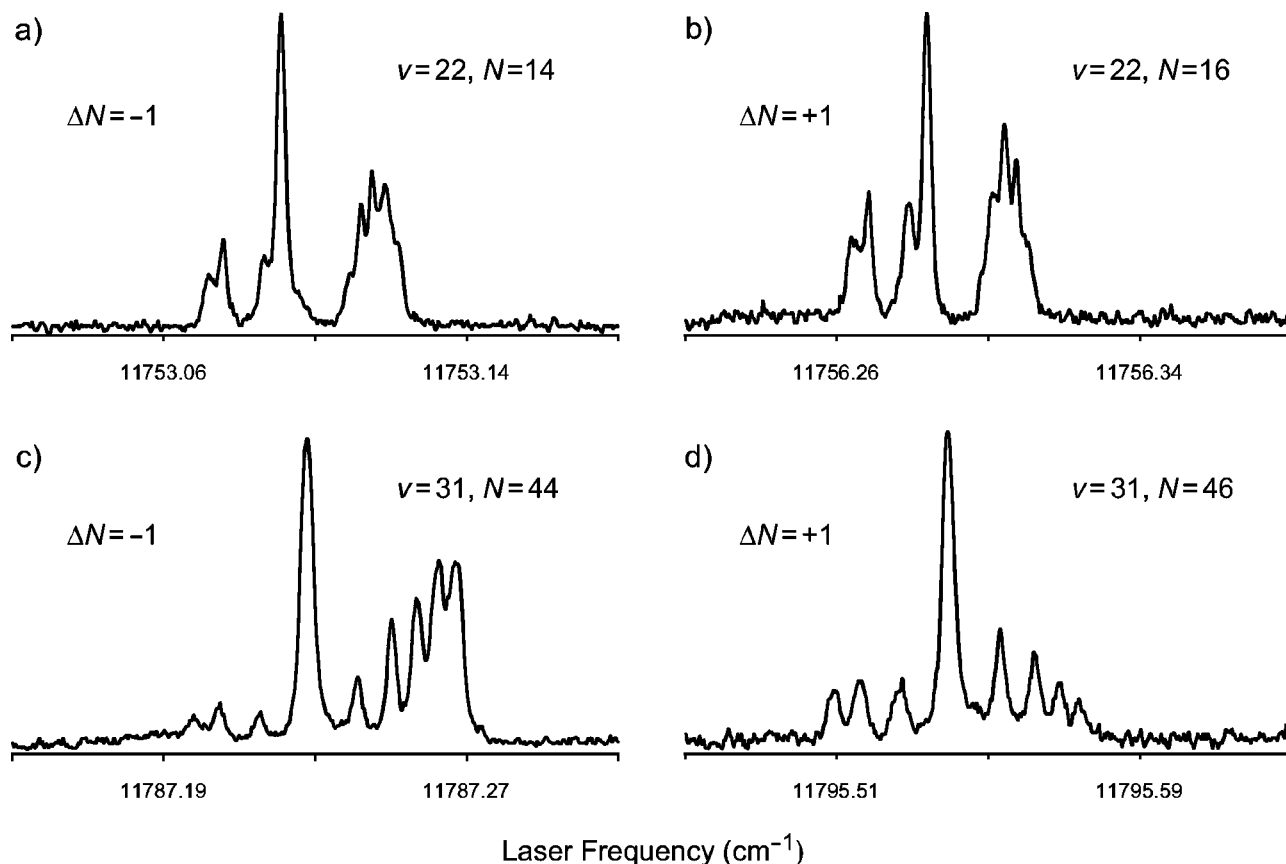 a)
v=22, N=14
ΔN=−1
11753.06
11753.14
b)
v=22, N=16
ΔN=+1
11756.26
11756.34
c)
v=31, N=44
ΔN=−1
11787.19
11787.27
d)
v=31, N=46
ΔN=+1
11795.51
11795.59
Laser Frequency (cm⁻¹)